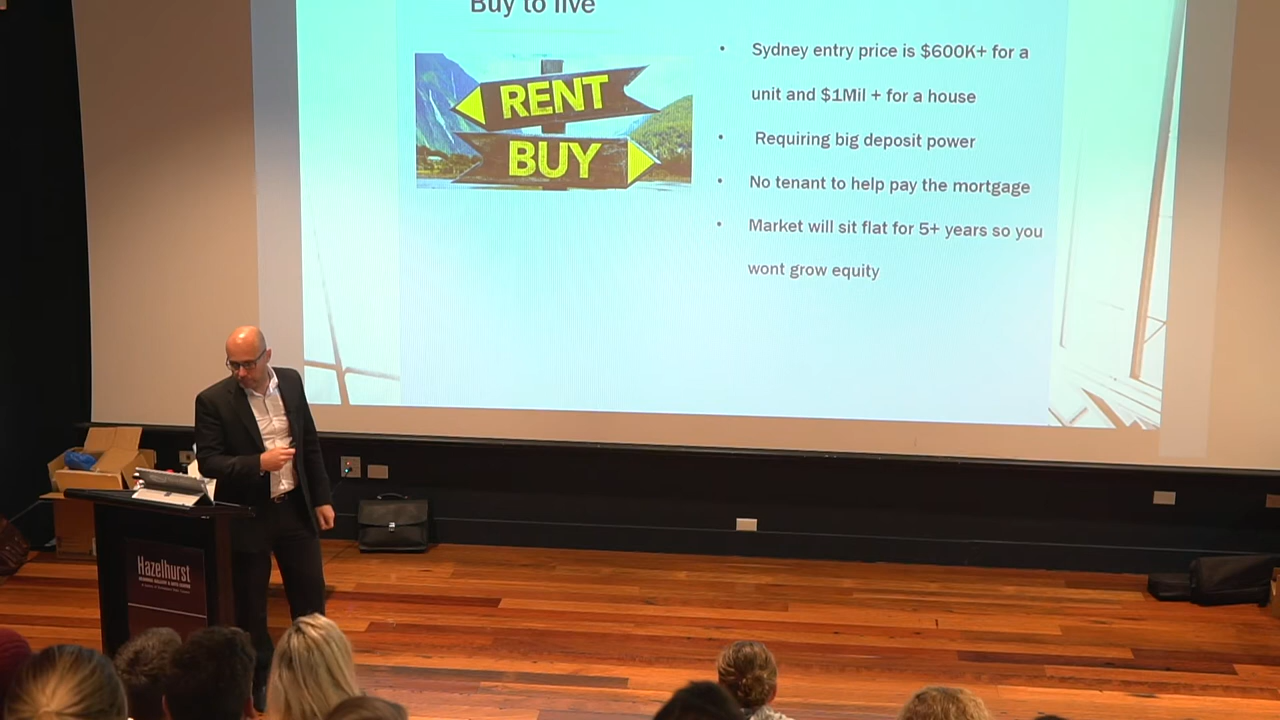 Buy to live
RENT
BUY
• Sydney entry price is $600K+ for a
unit and $1Mil + for a house
• Requiring big deposit power
• No tenant to help pay the mortgage
• Market will sit flat for 5+ years so you
wont grow equity
Hazelhurst